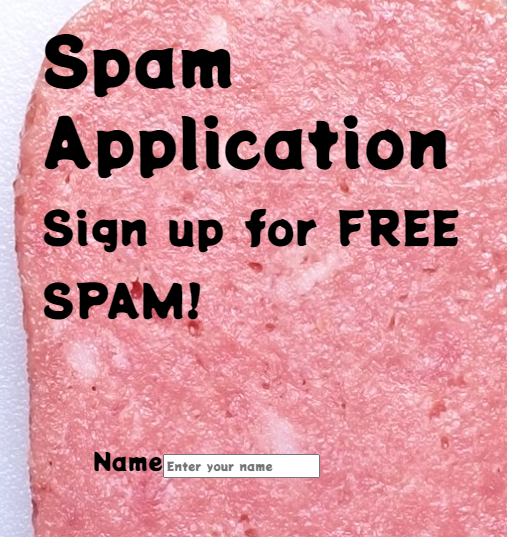 Spam
Application
Sign up for FREE
SPAM!
Name Enter your name